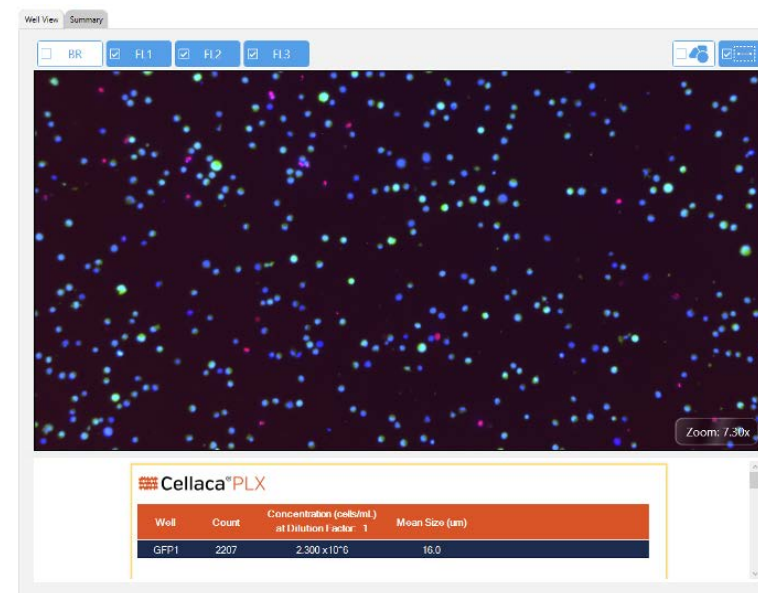 Well View Summary
BR FL1 FL2 FL3
Zoom: 7.30x
Cellaca® PLX
Well Count Concentration (cells/mL) at Dilution Factor: 1 Mean Size (um)
GFP1 2207 2.300 x10^6 16.0